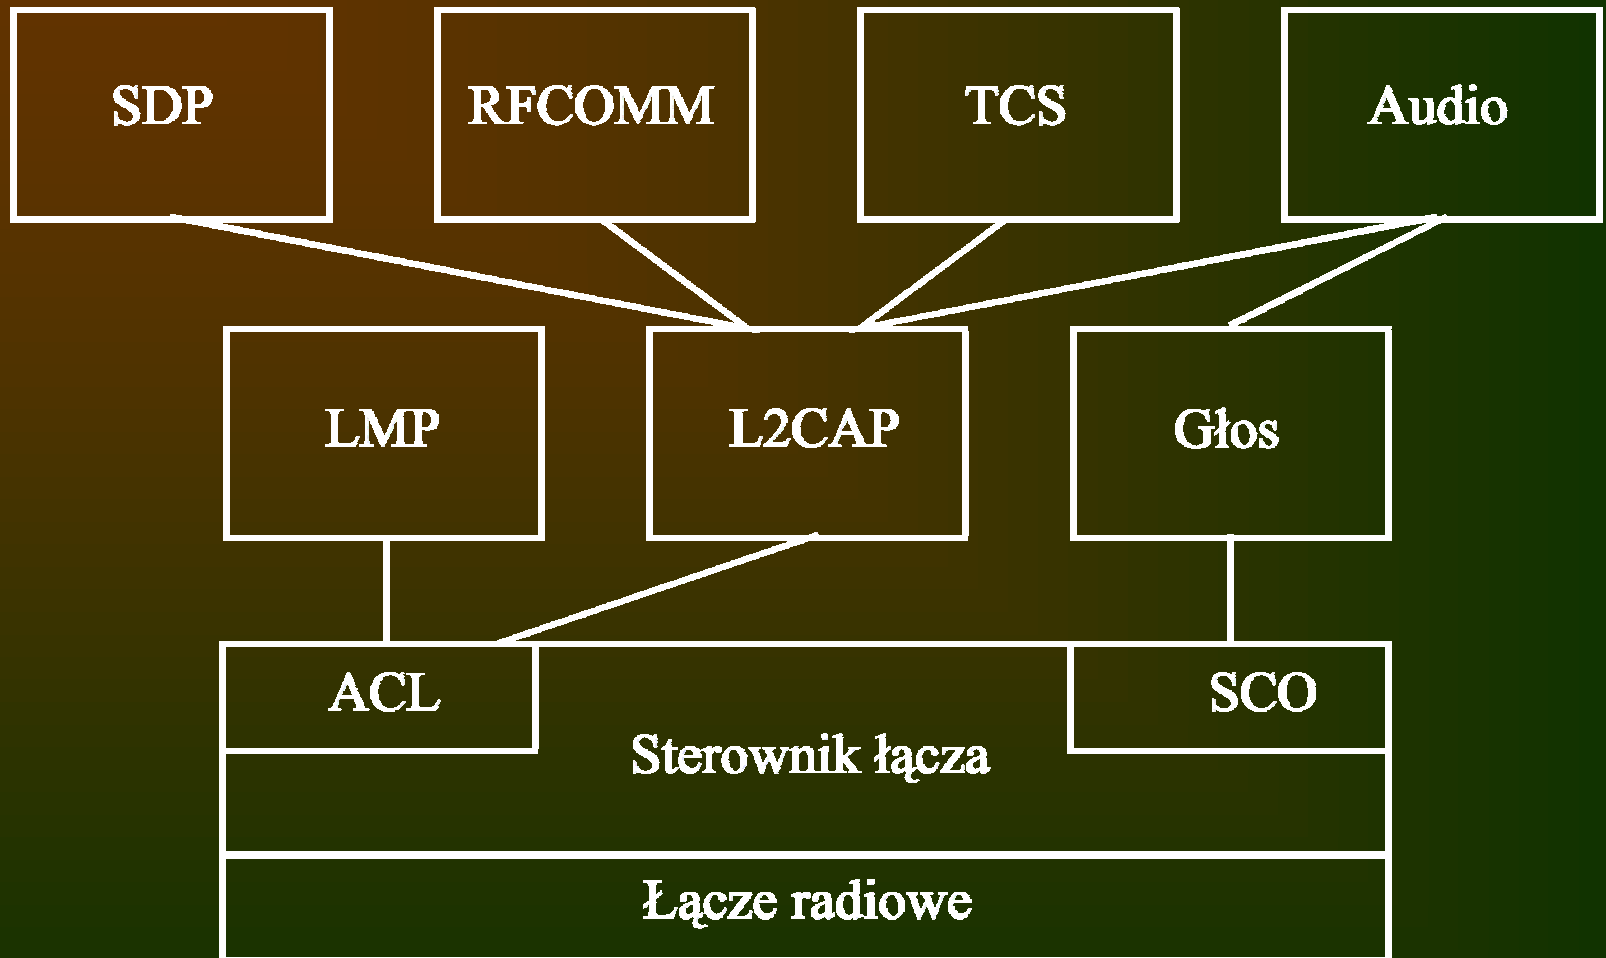 SDP
RFCOMM
TCS
Audio
LMP
L2CAP
Głos
ACL
SCO
Sterownik łącza
Łącze radiowe